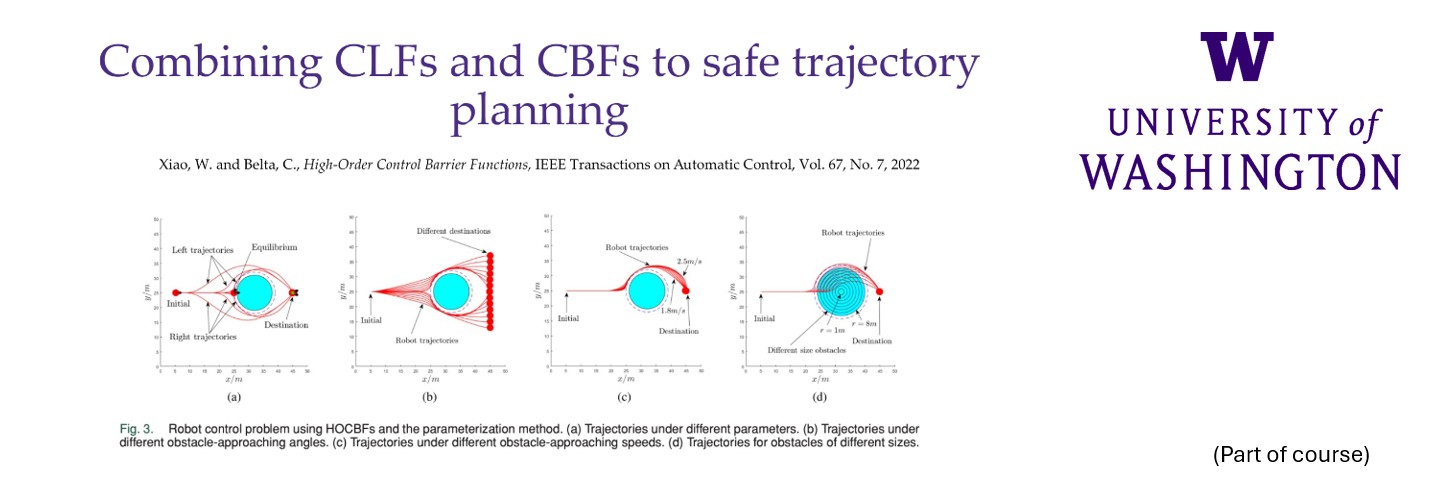 Combining CLFs and CBFs to safe trajectory
planning
W
UNIVERSITY of
WASHINGTON
Xiao, W. and Belta, C., High-Order Control Barrier Functions, IEEE Transactions on Automatic Control, Vol. 67, No. 7, 2022
Left trajectories
Equilibrium
Initial
Destination
Right trajectories
y/m
x/m
(a)
Different destinations
Initial
Robot trajectories
y/m
x/m
(b)
Robot trajectories
2.5m/s
Initial
1.8m/s
Destination
y/m
x/m
(c)
Robot trajectories
Initial
r = 1m
r = 8m
Destination
Different size obstacles
y/m
x/m
(d)
Fig. 3. Robot control problem using HOCBFs and the parameterization method. (a) Trajectories under different parameters. (b) Trajectories under
different obstacle-approaching angles. (c) Trajectories under different obstacle-approaching speeds. (d) Trajectories for obstacles of different sizes.
(Part of course)